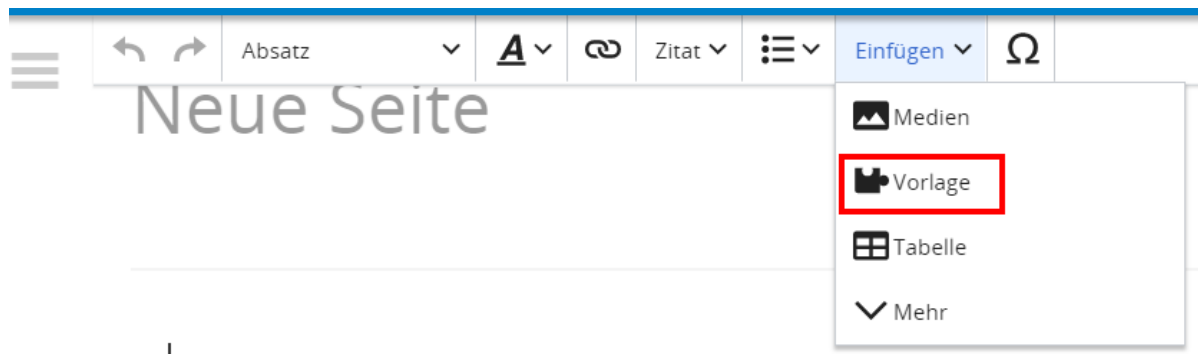 Absatz
A
Zitat
Einfügen
Ω
Neue Seite
Medien
Vorlage
Tabelle
Mehr